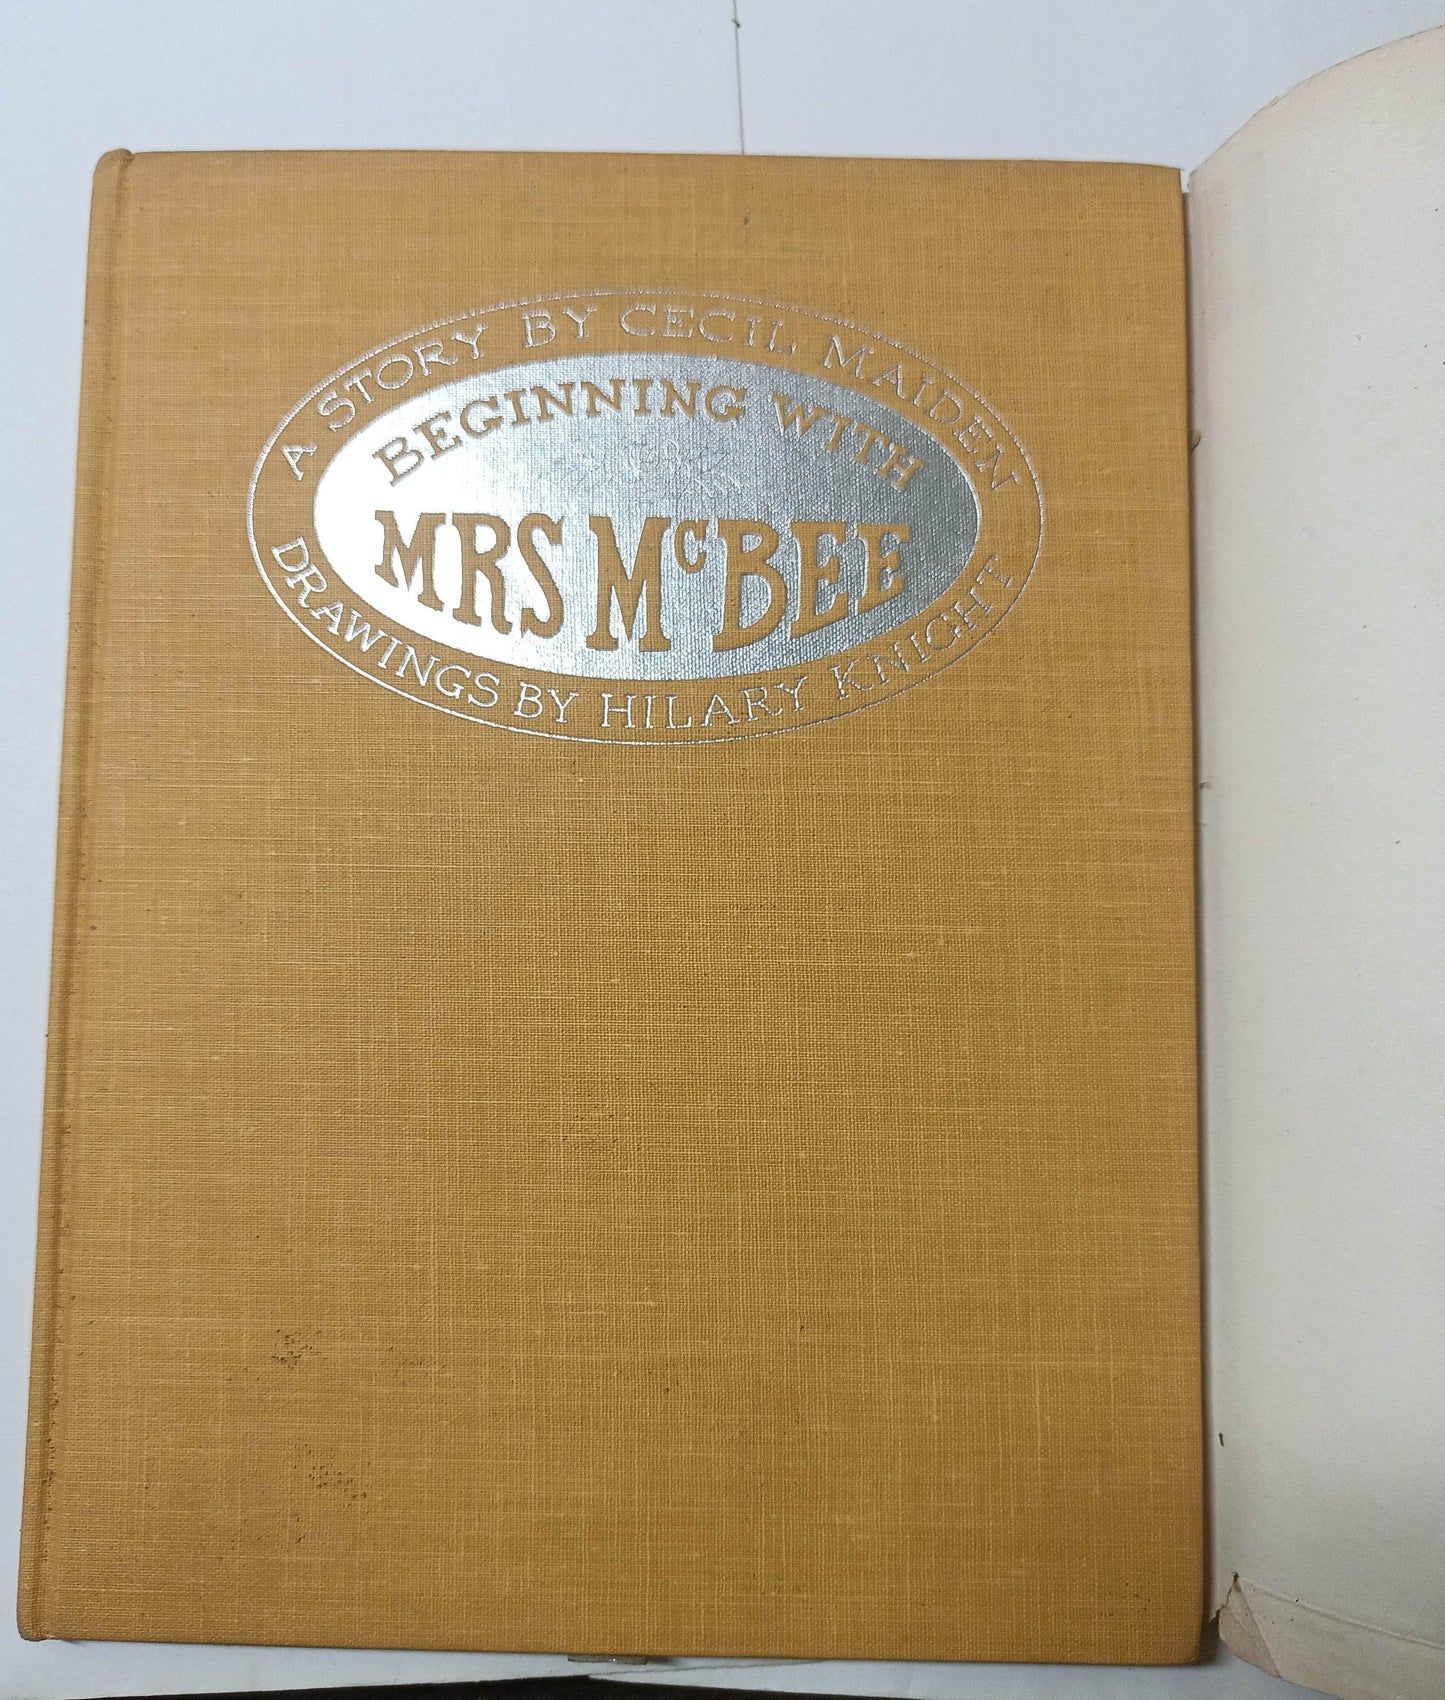 A STORY BY CECIL MAIDEN
BEGINNING WITH
MRS McBEE
DRAWINGS BY HILARY KNIGHT